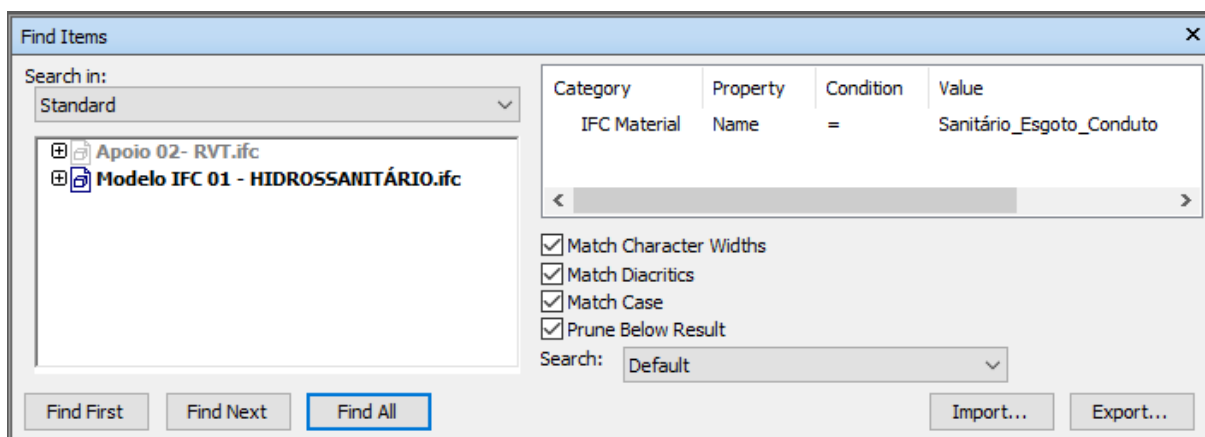 Find Items
Search in:
Standard
Apoio 02- RVT.ifc
Modelo IFC 01 - HIDROSSANITÁRIO.ifc
Category Property Condition Value
IFC Material Name = Sanitário_Esgoto_Conduto
Match Character Widths
Match Diacritics
Match Case
Prune Below Result
Search: Default
Find First Find Next Find All Import... Export...